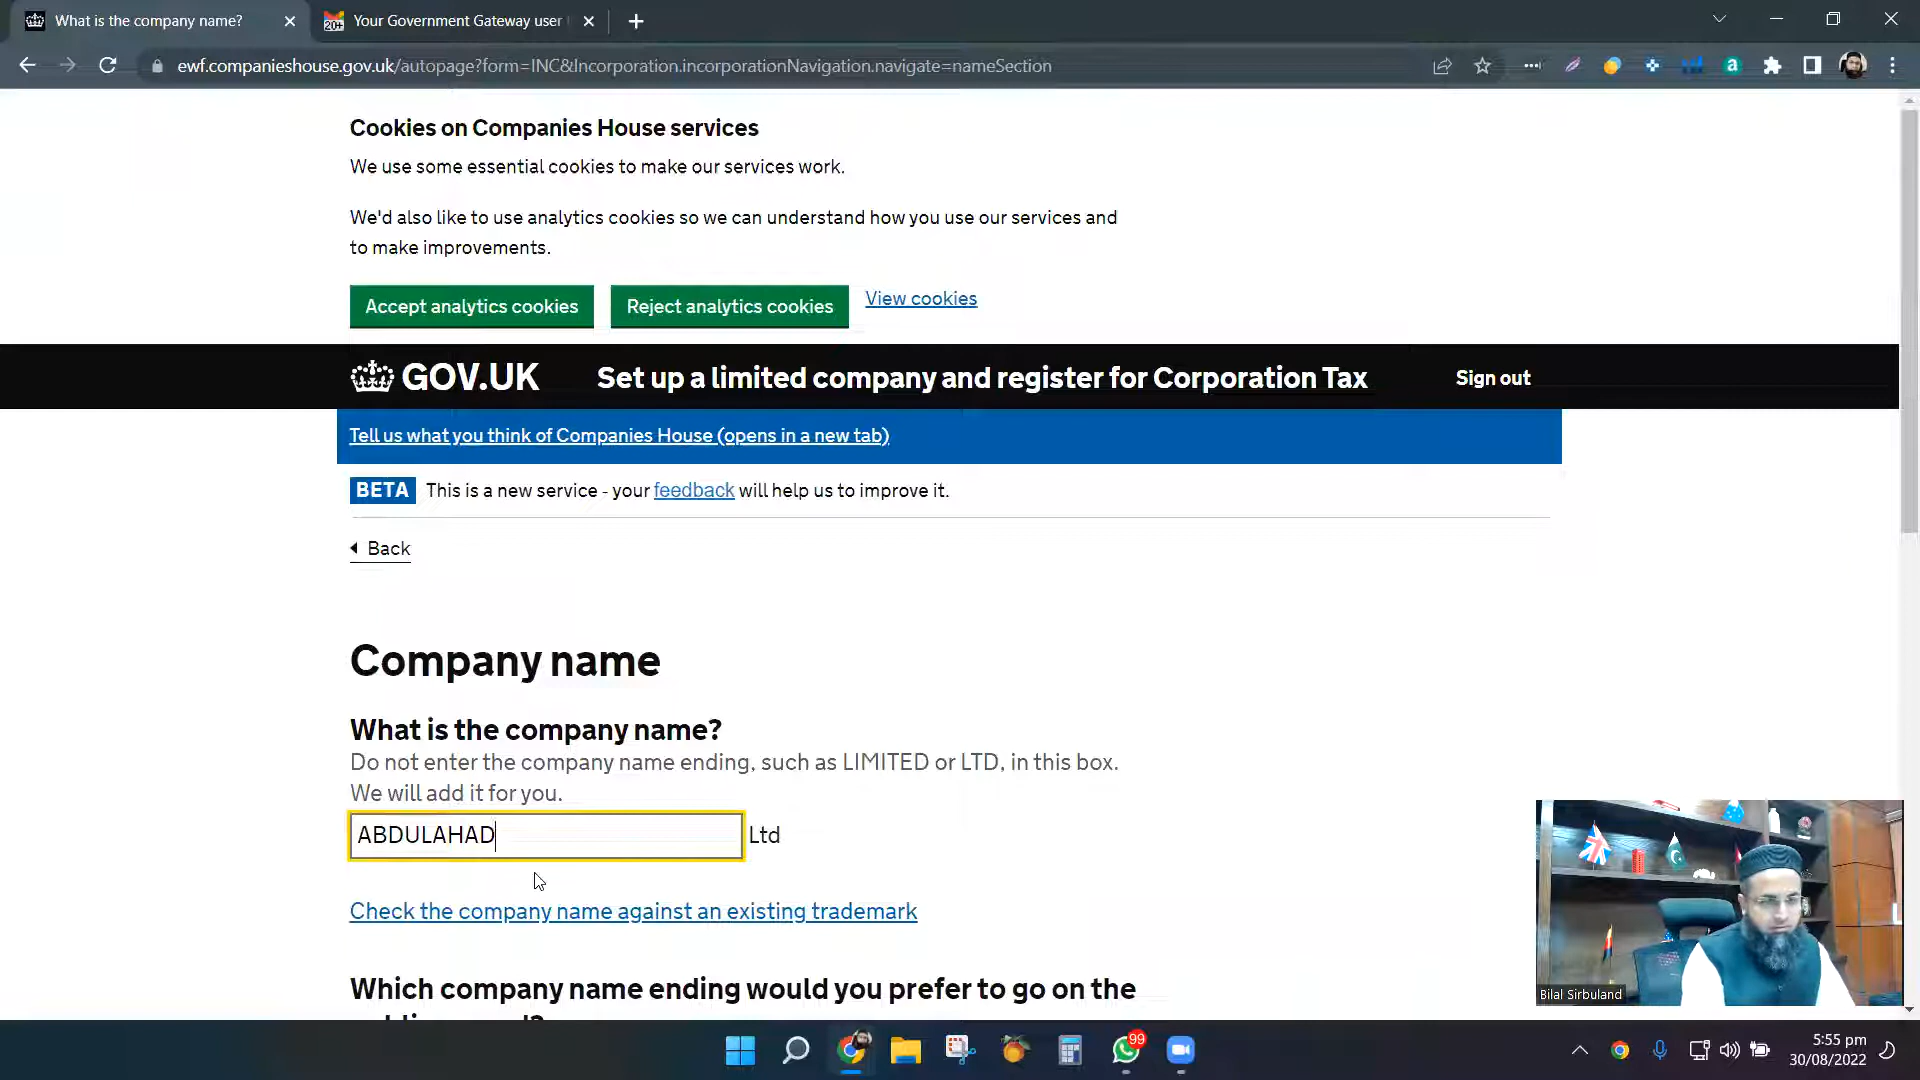 What is the company name?
Your Government Gateway user
20+
ewf.companieshouse.gov.uk/autopage?form=INC&Incorporation.incorporationNavigation.navigate=nameSection
Cookies on Companies House services
We use some essential cookies to make our services work.
We'd also like to use analytics cookies so we can understand how you use our services and
to make improvements.
Accept analytics cookies
Reject analytics cookies
View cookies
GOV.UK
Set up a limited company and register for Corporation Tax
Sign out
Tell us what you think of Companies House (opens in a new tab)
BETA This is a new service - your feedback will help us to improve it.
Back
Company name
What is the company name?
Do not enter the company name ending, such as LIMITED or LTD, in this box.
We will add it for you.
ABDULAHAD Ltd
Check the company name against an existing trademark
Which company name ending would you prefer to go on the
Bilal Sirbuland
99
5:55 pm
30/08/2022